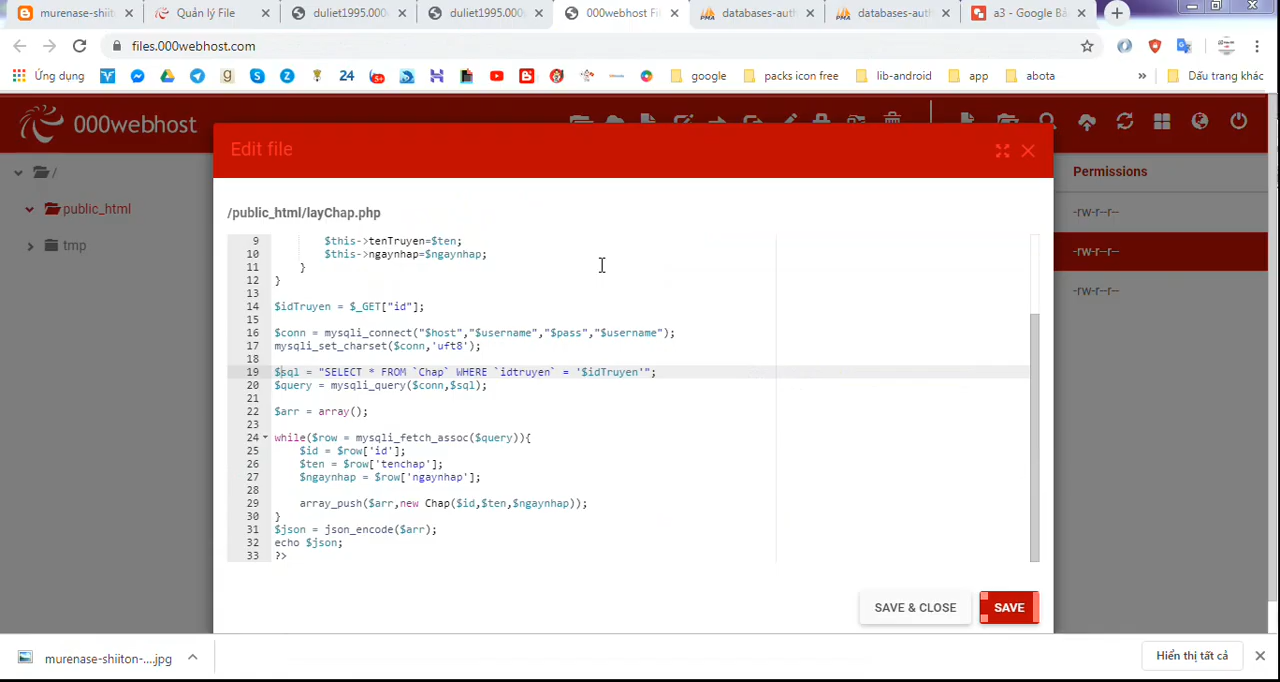 murenase-shiit
Quản lý File
duliet1995.000
duliet1995.000
000webhost Fi
databases-auth
databases-auth
a3 - Google Bả
files.000webhost.com
Ứng dụng
24
google
packs icon free
lib-android
app
abota
»
Dấu trang khác
000webhost
Edit file
/
public_html
tmp
Permissions
-rw-r--r--
-rw-r--r--
-rw-r--r--
/public_html/layChap.php
9 $this->tenTruyen=$ten;
10 $this->ngaynhap=$ngaynhap;
11 }
12 }
13
14 $idTruyen = $_GET["id"];
15
16 $conn = mysqli_connect("$host","$username","$pass","$username");
17 mysqli_set_charset($conn,'uft8');
18
19 $sql = "SELECT * FROM `Chap` WHERE `idtruyen` = '$idTruyen'";
20 $query = mysqli_query($conn,$sql);
21
22 $arr = array();
23
24 while($row = mysqli_fetch_assoc($query)){
25 $id = $row['id'];
26 $ten = $row['tenchap'];
27 $ngaynhap = $row['ngaynhap'];
28
29 array_push($arr,new Chap($id,$ten,$ngaynhap));
30 }
31 $json = json_encode($arr);
32 echo $json;
33 ?>
SAVE & CLOSE
SAVE
murenase-shiiton-....jpg
Hiển thị tất cả